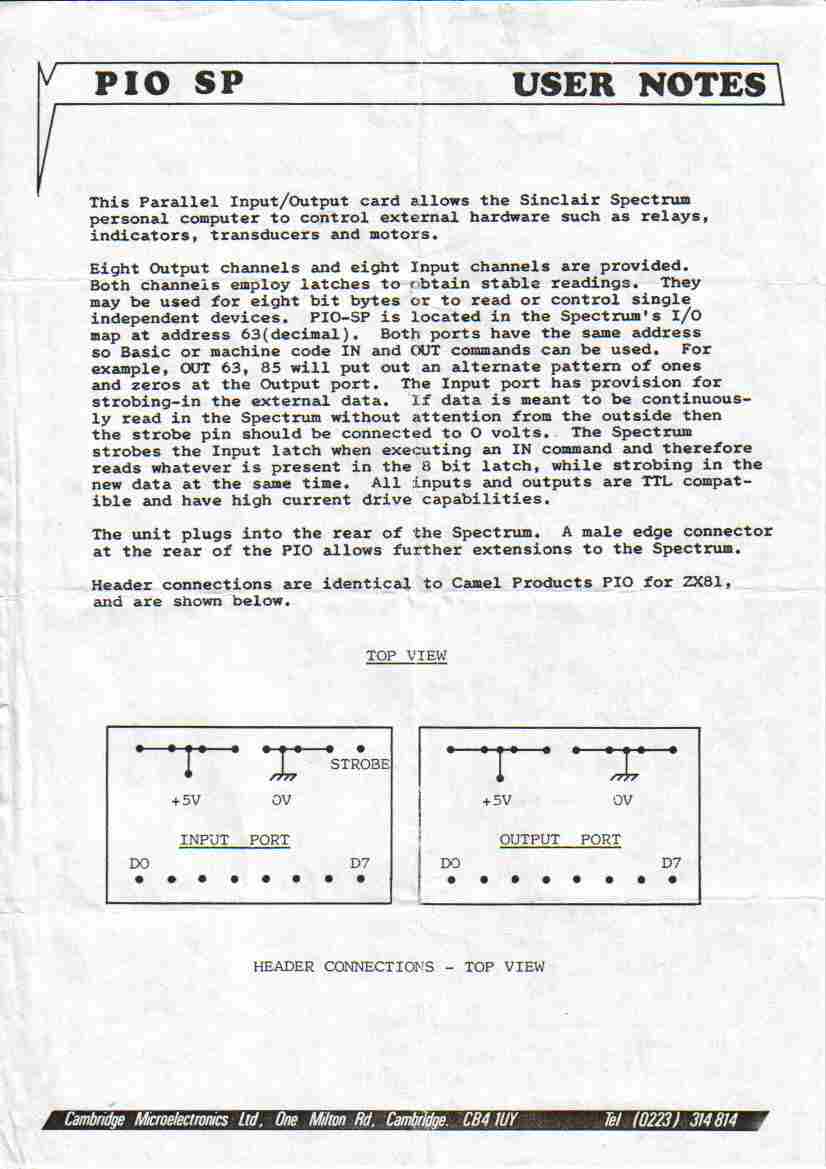 PIO SP USER NOTES
This Parallel Input/Output card allows the Sinclair Spectrum
personal computer to control external hardware such as relays,
indicators, transducers and motors.
Eight Output channels and eight Input channels are provided.
Both channels employ latches to obtain stable readings. They
may be used for eight bit bytes or to read or control single
independent devices. PIO-SP is located in the Spectrum's I/O
map at address 63(decimal). Both ports have the same address
so Basic or machine code IN and OUT commands can be used. For
example, OUT 63, 85 will put out an alternate pattern of ones
and zeros at the Output port. The Input port has provision for
strobing-in the external data. If data is meant to be continuous-
ly read in the Spectrum without attention from the outside then
the strobe pin should be connected to O volts. The Spectrum
strobes the Input latch when executing an IN command and therefore
reads whatever is present in the 8 bit latch, while strobing in the
new data at the same time. All inputs and outputs are TTL compat-
ible and have high current drive capabilities.
The unit plugs into the rear of the Spectrum. A male edge connector
at the rear of the PIO allows further extensions to the Spectrum.
Header connections are identical to Camel Products PIO for ZX81,
and are shown below.
TOP VIEW
STROBE
+5V OV
INPUT PORT
DO D7
+5V OV
OUTPUT PORT
DO D7
HEADER CONNECTIONS - TOP VIEW
Cambridge Microelectronics Ltd, One Milton Rd, Cambridge. CB4 1UY Tel (0223) 314 814